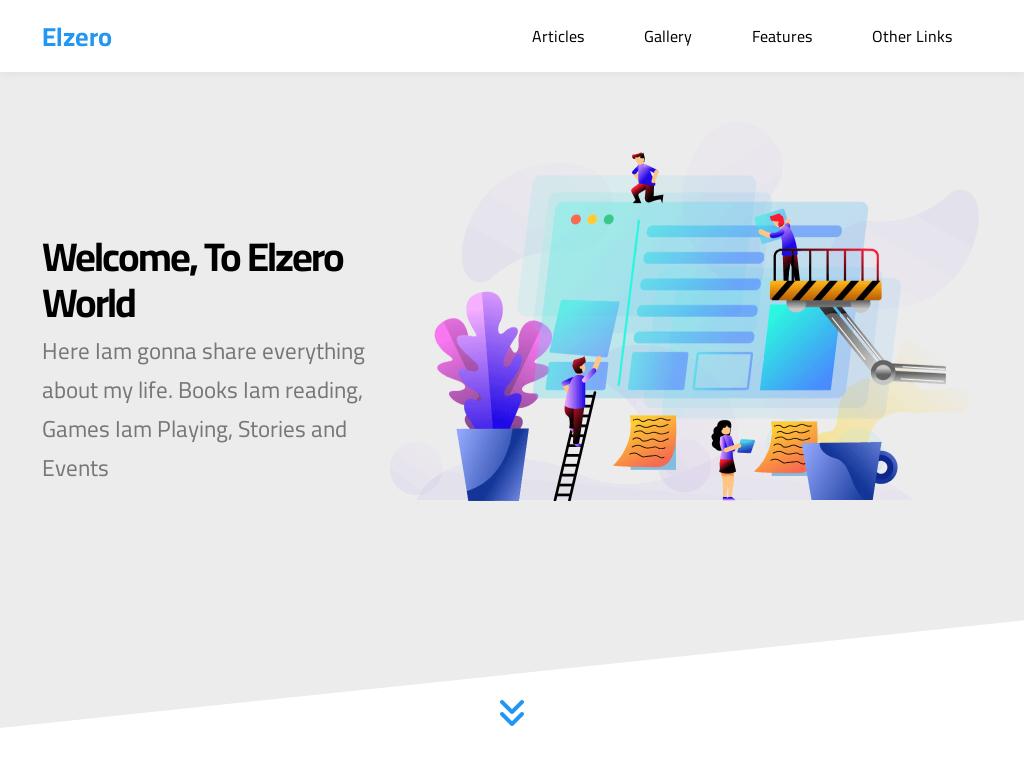 Elzero
Articles
Gallery
Features
Other Links
Welcome, To Elzero
World
Here Iam gonna share everything
about my life. Books Iam reading,
Games Iam Playing, Stories and
Events